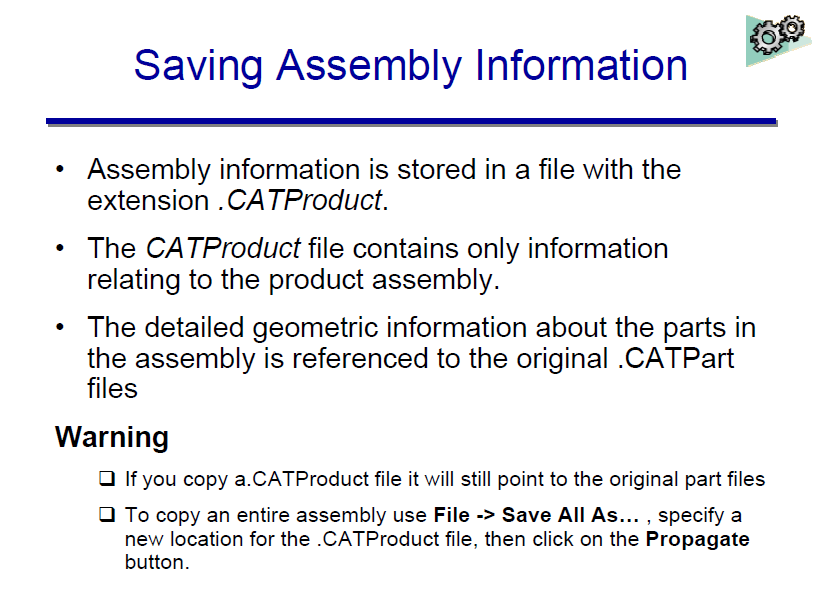 Saving Assembly Information
• Assembly information is stored in a file with the
extension .CATProduct.
• The CATProduct file contains only information
relating to the product assembly.
• The detailed geometric information about the parts in
the assembly is referenced to the original .CATPart
files
Warning
❑ If you copy a.CATProduct file it will still point to the original part files
❑ To copy an entire assembly use File -> Save All As… , specify a
new location for the .CATProduct file, then click on the Propagate
button.